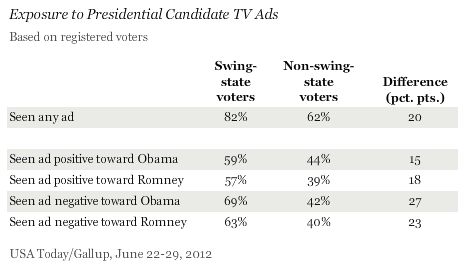 Exposure to Presidential Candidate TV Ads
Based on registered voters
Swing-state voters Non-swing-state voters Difference (pct. pts.)
Seen any ad 82% 62% 20
Seen ad positive toward Obama 59% 44% 15
Seen ad positive toward Romney 57% 39% 18
Seen ad negative toward Obama 69% 42% 27
Seen ad negative toward Romney 63% 40% 23
USA Today/Gallup, June 22-29, 2012